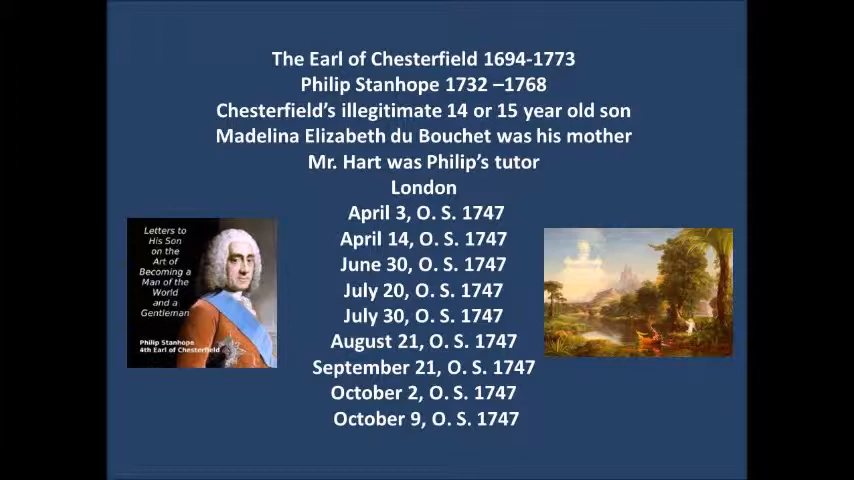 The Earl of Chesterfield 1694-1773
Philip Stanhope 1732 –1768
Chesterfield's illegitimate 14 or 15 year old son
Madelina Elizabeth du Bouchet was his mother
Mr. Hart was Philip's tutor
London
April 3, O. S. 1747
April 14, O. S. 1747
June 30, O. S. 1747
July 20, O. S. 1747
July 30, O. S. 1747
August 21, O. S. 1747
September 21, O. S. 1747
October 2, O. S. 1747
October 9, O. S. 1747
Letters to
His Son
on the
Art of
Becoming a
Man of the
World
and a
Gentleman
Philip Stanhope
4th Earl of Chesterfield